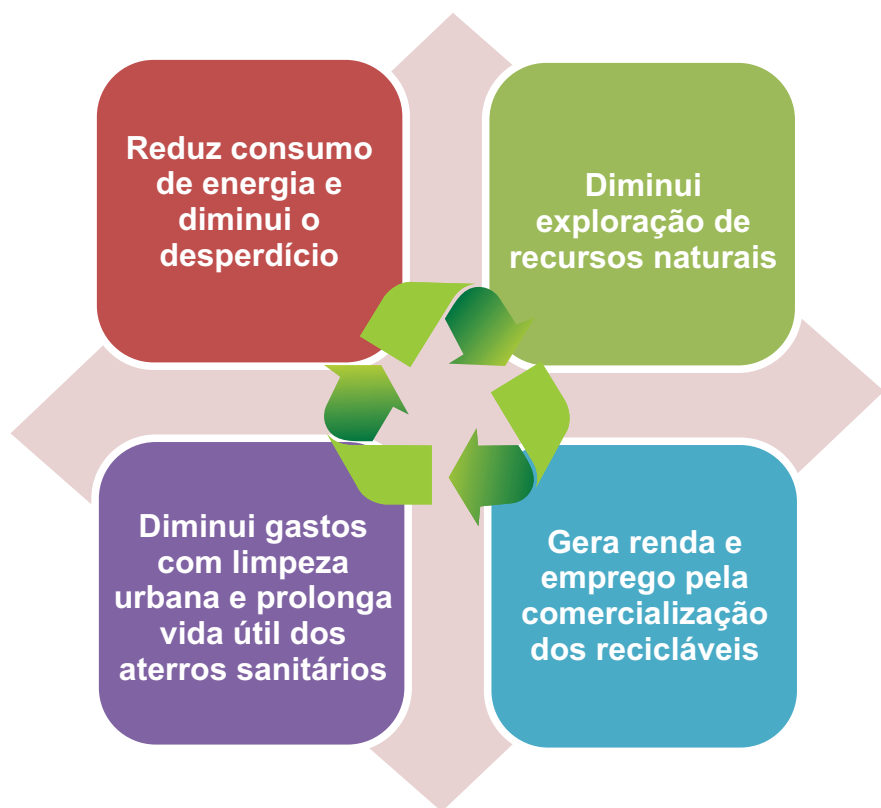 Reduz consumo
de energia e
diminui o
desperdício
Diminui
exploração de
recursos naturais
Diminui gastos
com limpeza
urbana e prolonga
vida útil dos
aterros sanitários
Gera renda e
emprego pela
comercialização
dos recicláveis